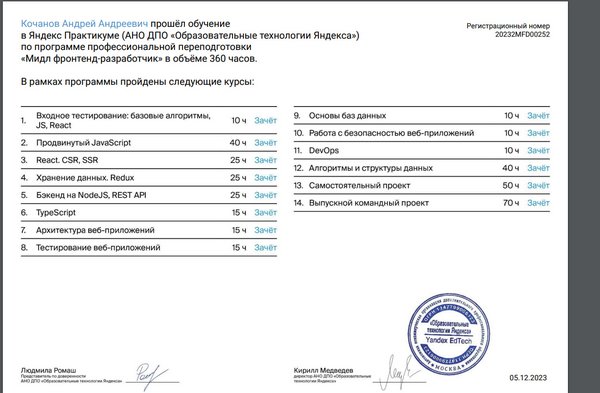 Кочанов Андрей Андреевич прошёл обучение
в Яндекс Практикуме (АНО ДПО «Образовательные технологии Яндекса»)
по программе профессиональной переподготовки
«Мидл фронтенд-разработчик» в объёме 360 часов.
Регистрационный номер
20232MFD00252
В рамках программы пройдены следующие курсы:
1. Входное тестирование: базовые алгоритмы, JS, React 10 ч Зачёт
2. Продвинутый JavaScript 40 ч Зачёт
3. React. CSR, SSR 25 ч Зачёт
4. Хранение данных. Redux 25 ч Зачёт
5. Бэкенд на NodeJS, REST API 25 ч Зачёт
6. TypeScript 15 ч Зачёт
7. Архитектура веб-приложений 15 ч Зачёт
8. Тестирование веб-приложений 15 ч Зачёт
9. Основы баз данных 10 ч Зачёт
10. Работа с безопасностью веб-приложений 10 ч Зачёт
11. DevOps 10 ч Зачёт
12. Алгоритмы и структуры данных 40 ч Зачёт
13. Самостоятельный проект 50 ч Зачёт
14. Выпускной командный проект 70 ч Зачёт
«Образовательные
технологии Яндекса»
Yandex EdTech
МОСКВА
Людмила Ромаш
Представитель по доверенности
АНО ДПО «Образовательные технологии Яндекса»
Кирилл Медведев
директор АНО ДПО «Образовательные
технологии Яндекса»
05.12.2023